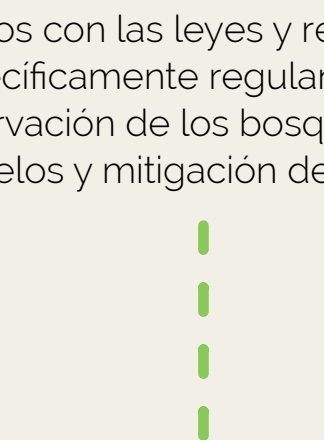 os con las leyes y re
cíficamente regular
rvación de los bosq
elos y mitigación de